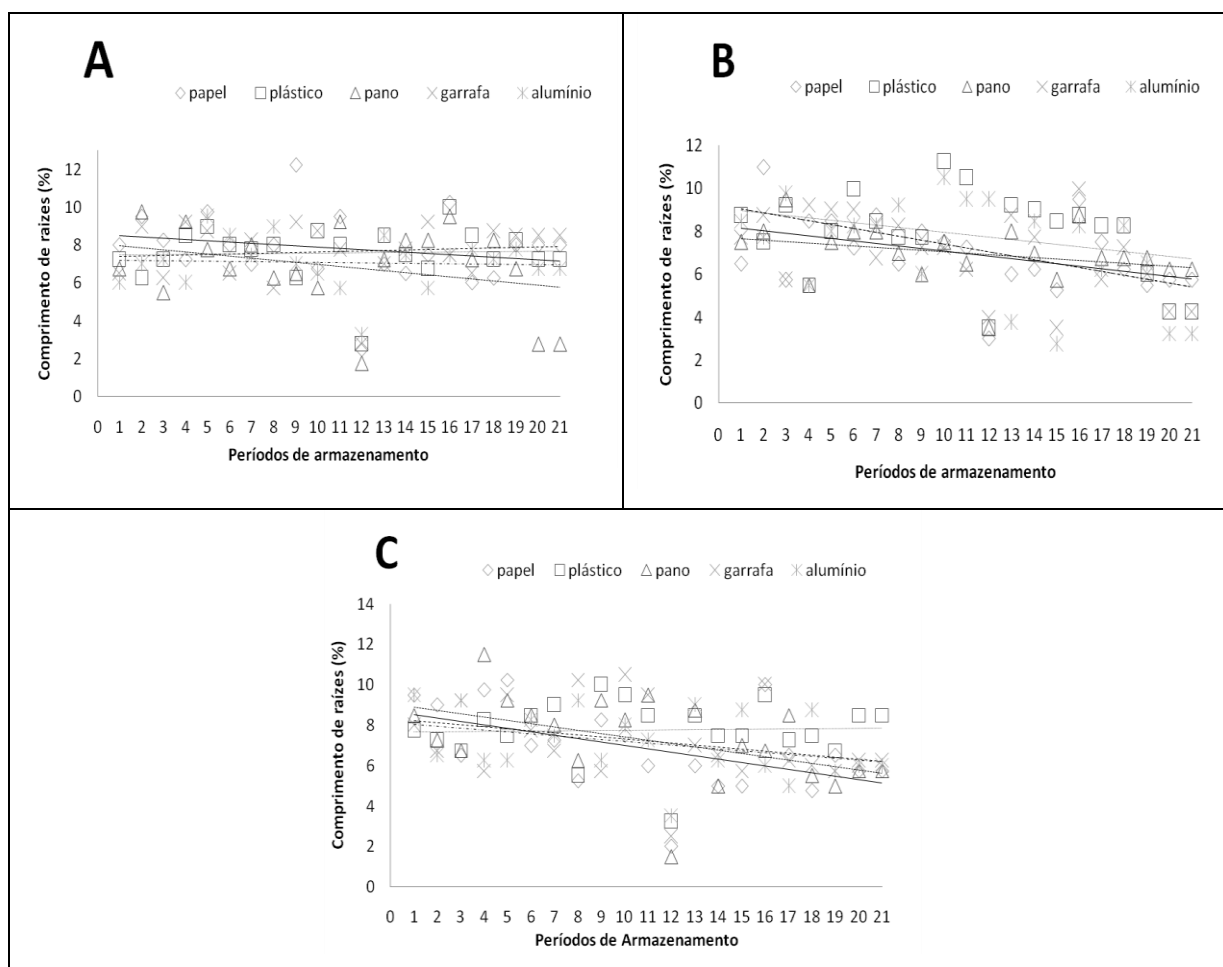 A
papel plástico pano garrafa alumínio
Comprimento de raízes (%)
12
10
8
6
4
2
0
0 1 2 3 4 5 6 7 8 9 10 11 12 13 14 15 16 17 18 19 20 21
Períodos de armazenamento
B
papel plástico pano garrafa alumínio
Comprimento de raízes (%)
12
10
8
6
4
2
0
0 1 2 3 4 5 6 7 8 9 10 11 12 13 14 15 16 17 18 19 20 21
Períodos de armazenamento
C
papel plástico pano garrafa alumínio
Comprimento de raízes (%)
14
12
10
8
6
4
2
0
0 1 2 3 4 5 6 7 8 9 10 11 12 13 14 15 16 17 18 19 20 21
Períodos de Armazenamento